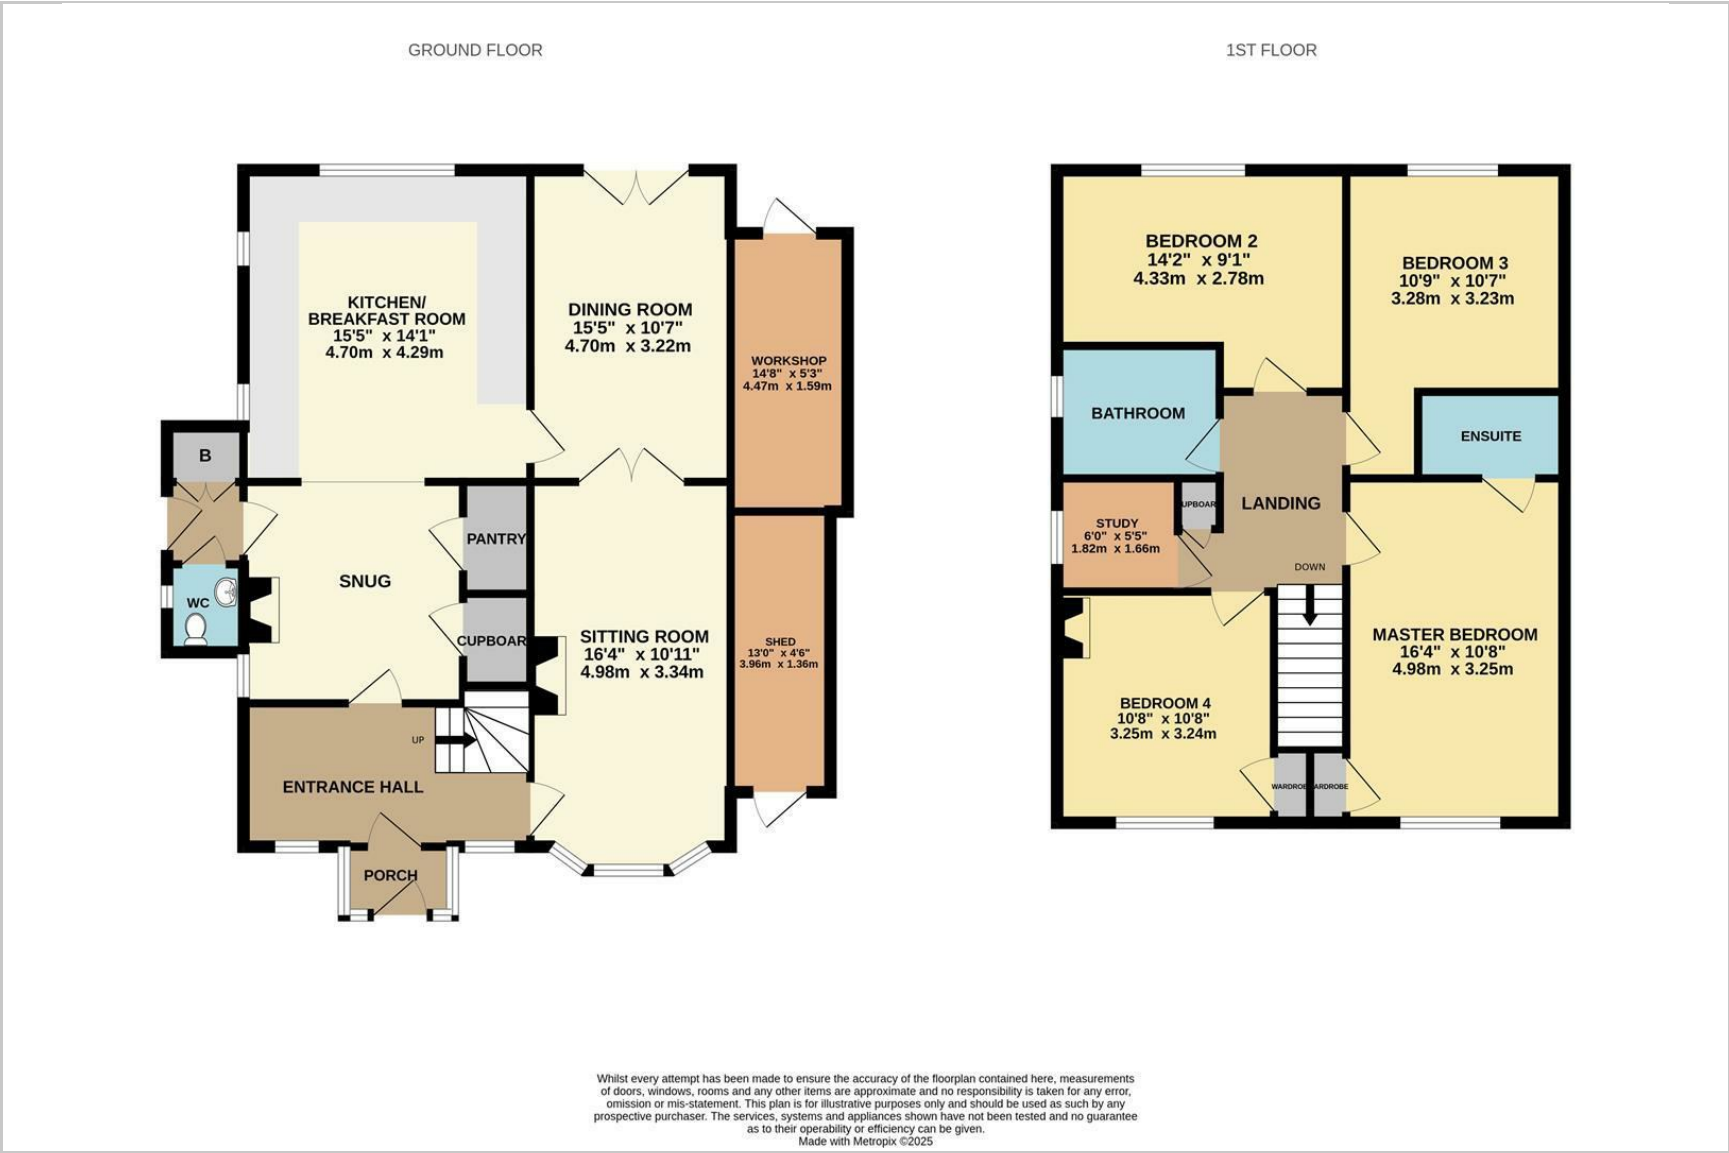 GROUND FLOOR
1ST FLOOR
KITCHEN/
BREAKFAST ROOM
15'5" x 14'1"
4.70m x 4.29m
DINING ROOM
15'5" x 10'7"
4.70m x 3.22m
WORKSHOP
14'8" x 5'3"
4.47m x 1.59m
B
PANTRY
SNUG
WC
CUPBOAR
SITTING ROOM
16'4" x 10'11"
4.98m x 3.34m
SHED
13'0" x 4'6"
3.96m x 1.36m
UP
ENTRANCE HALL
PORCH
BEDROOM 2
14'2" x 9'1"
4.33m x 2.78m
BEDROOM 3
10'9" x 10'7"
3.28m x 3.23m
BATHROOM
ENSUITE
UPBOAR
LANDING
STUDY
6'0" x 5'5"
1.82m x 1.66m
DOWN
MASTER BEDROOM
16'4" x 10'8"
4.98m x 3.25m
BEDROOM 4
10'8" x 10'8"
3.25m x 3.24m
WARDROBE
ARDROBE
Whilst every attempt has been made to ensure the accuracy of the floorplan contained here, measurements
of doors, windows, rooms and any other items are approximate and no responsibility is taken for any error,
omission or mis-statement. This plan is for illustrative purposes only and should be used as such by any
prospective purchaser. The services, systems and appliances shown have not been tested and no guarantee
as to their operability or efficiency can be given.
Made with Metropix ©2025